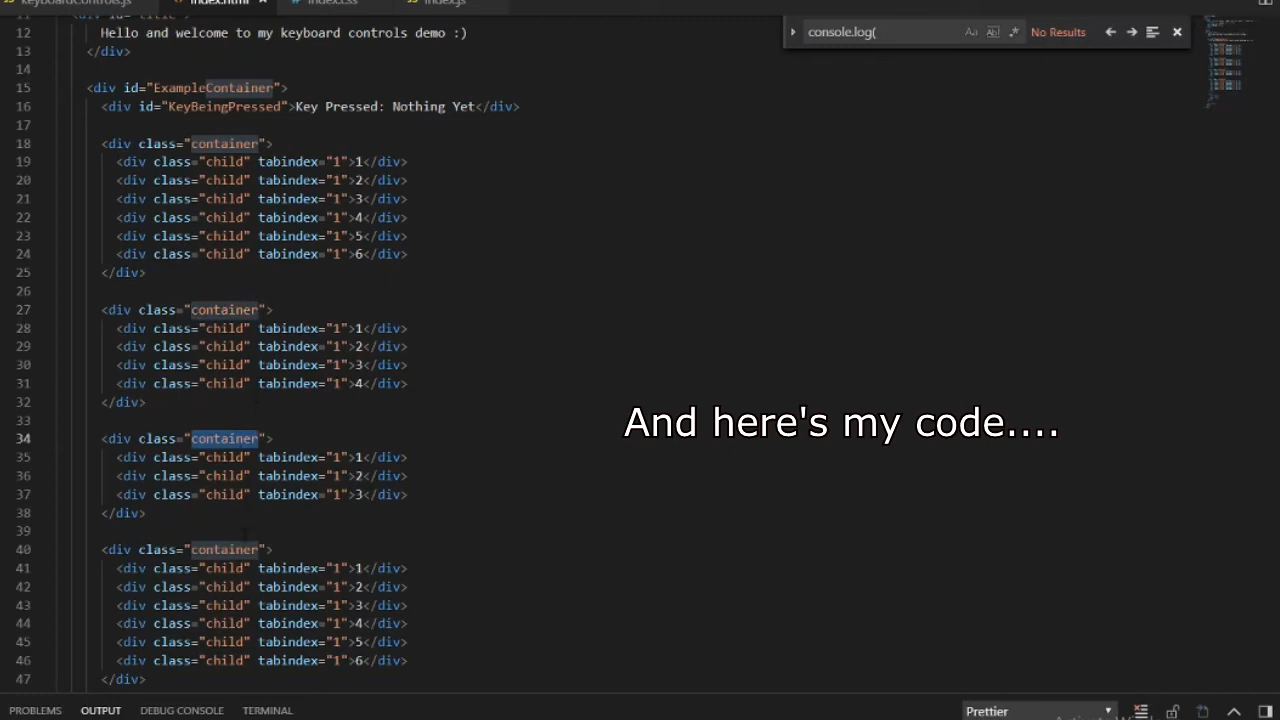 keyboardControls.js index.html index.css index.js
<div id="title">
12 Hello and welcome to my keyboard controls demo :)
13 </div>
14
15 <div id="ExampleContainer">
16 <div id="KeyBeingPressed">Key Pressed: Nothing Yet</div>
17
18 <div class="container">
19 <div class="child" tabindex="1">1</div>
20 <div class="child" tabindex="1">2</div>
21 <div class="child" tabindex="1">3</div>
22 <div class="child" tabindex="1">4</div>
23 <div class="child" tabindex="1">5</div>
24 <div class="child" tabindex="1">6</div>
25 </div>
26
27 <div class="container">
28 <div class="child" tabindex="1">1</div>
29 <div class="child" tabindex="1">2</div>
30 <div class="child" tabindex="1">3</div>
31 <div class="child" tabindex="1">4</div>
32 </div>
33
34 <div class="container">
35 <div class="child" tabindex="1">1</div>
36 <div class="child" tabindex="1">2</div>
37 <div class="child" tabindex="1">3</div>
38 </div>
39
40 <div class="container">
41 <div class="child" tabindex="1">1</div>
42 <div class="child" tabindex="1">2</div>
43 <div class="child" tabindex="1">3</div>
44 <div class="child" tabindex="1">4</div>
45 <div class="child" tabindex="1">5</div>
46 <div class="child" tabindex="1">6</div>
47 </div>
console.log( Aa Abl .* No Results
And here's my code....
PROBLEMS OUTPUT DEBUG CONSOLE TERMINAL Prettier